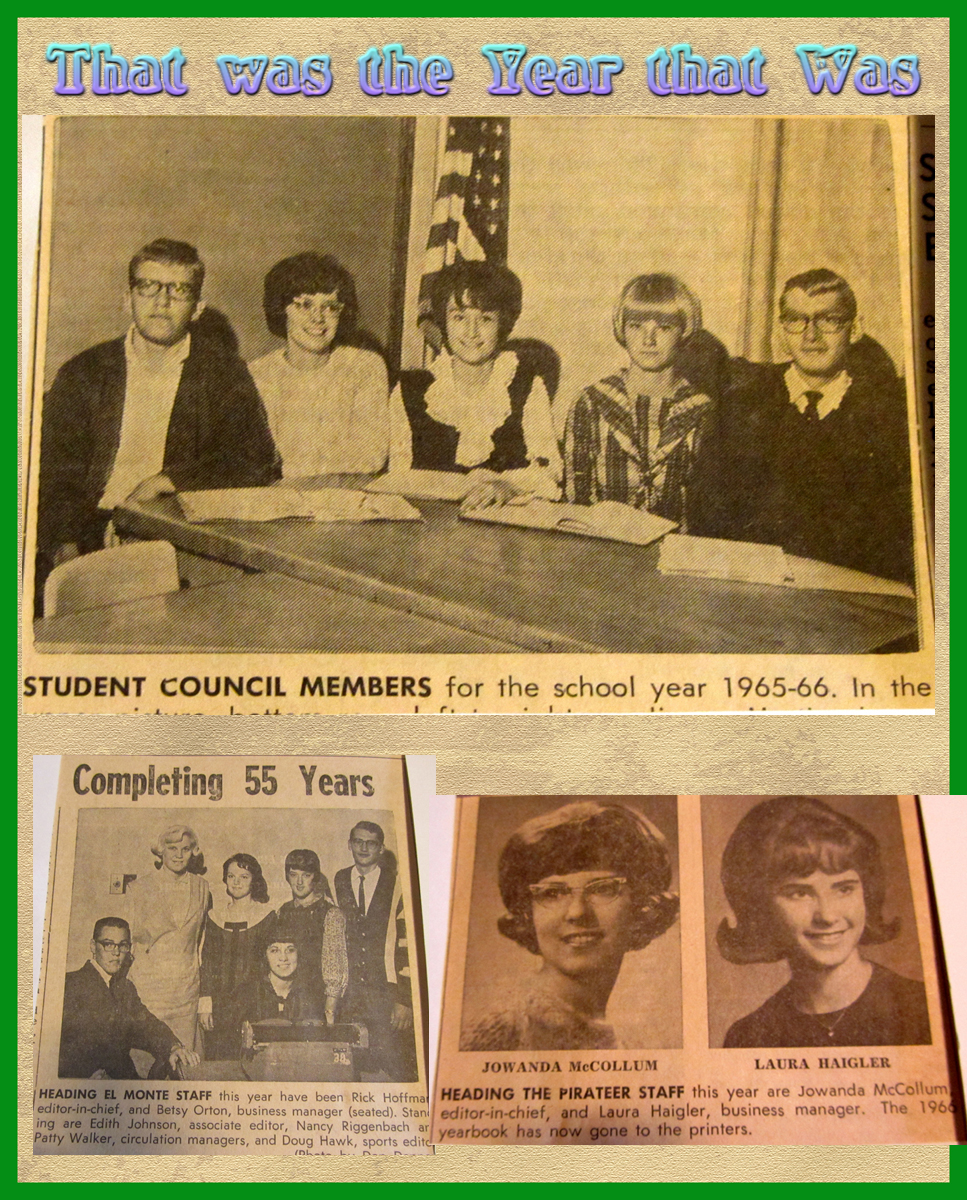 That was the Year that Was
STUDENT COUNCIL MEMBERS for the school year 1965-66. In the
Completing 55 Years
HEADING EL MONTE STAFF this year have been Rick Hoffma
editor-in-chief, and Betsy Orton, business manager (seated). Stan
ing are Edith Johnson, associate editor, Nancy Riggenbach a
Patty Walker, circulation managers, and Doug Hawk, sports edit
JOWANDA McCOLLUM
LAURA HAIGLER
HEADING THE PIRATEER STAFF this year are Jowanda McCollum,
editor-in-chief, and Laura Haigler, business manager. The 1966
yearbook has now gone to the printers.